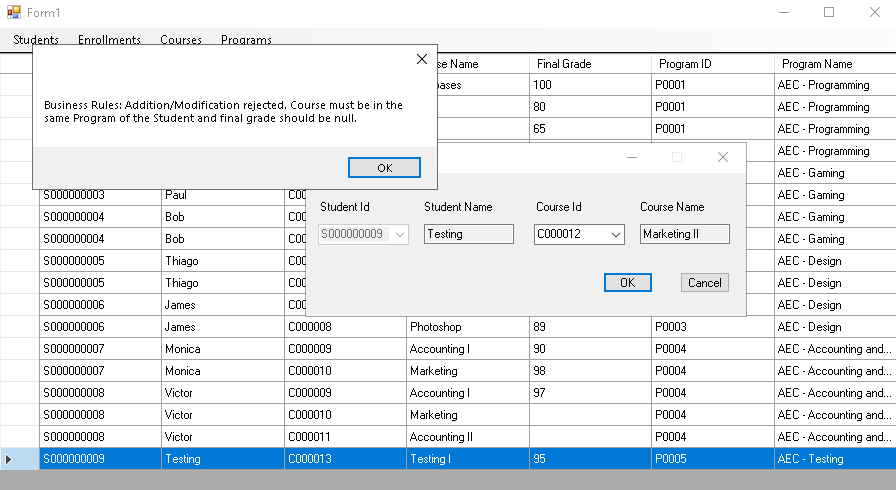 Form1
Students Enrollments Courses Programs
Name Final Grade Program ID Program Name
bases 100 P0001 AEC - Programming
80 P0001 AEC - Programming
65 P0001 AEC - Programming
AEC - Programming
AEC - Gaming
Business Rules: Addition/Modification rejected. Course must be in the
same Program of the Student and final grade should be null.
OK
Student Id Student Name Course Id Course Name
S000000009 Testing C000012 Marketing II
OK Cancel
S000000003 Paul AEC - Gaming
S000000004 Bob AEC - Gaming
S000000004 Bob AEC - Gaming
S000000005 Thiago AEC - Design
S000000005 Thiago AEC - Design
S000000006 James AEC - Design
S000000006 James C000008 Photoshop 89 P0003 AEC - Design
S000000007 Monica C000009 Accounting I 90 P0004 AEC - Accounting and...
S000000007 Monica C000010 Marketing 98 P0004 AEC - Accounting and...
S000000008 Victor C000009 Accounting I 97 P0004 AEC - Accounting and...
S000000008 Victor C000010 Marketing P0004 AEC - Accounting and...
S000000008 Victor C000011 Accounting II P0004 AEC - Accounting and...
S000000009 Testing C000013 Testing I 95 P0005 AEC - Testing